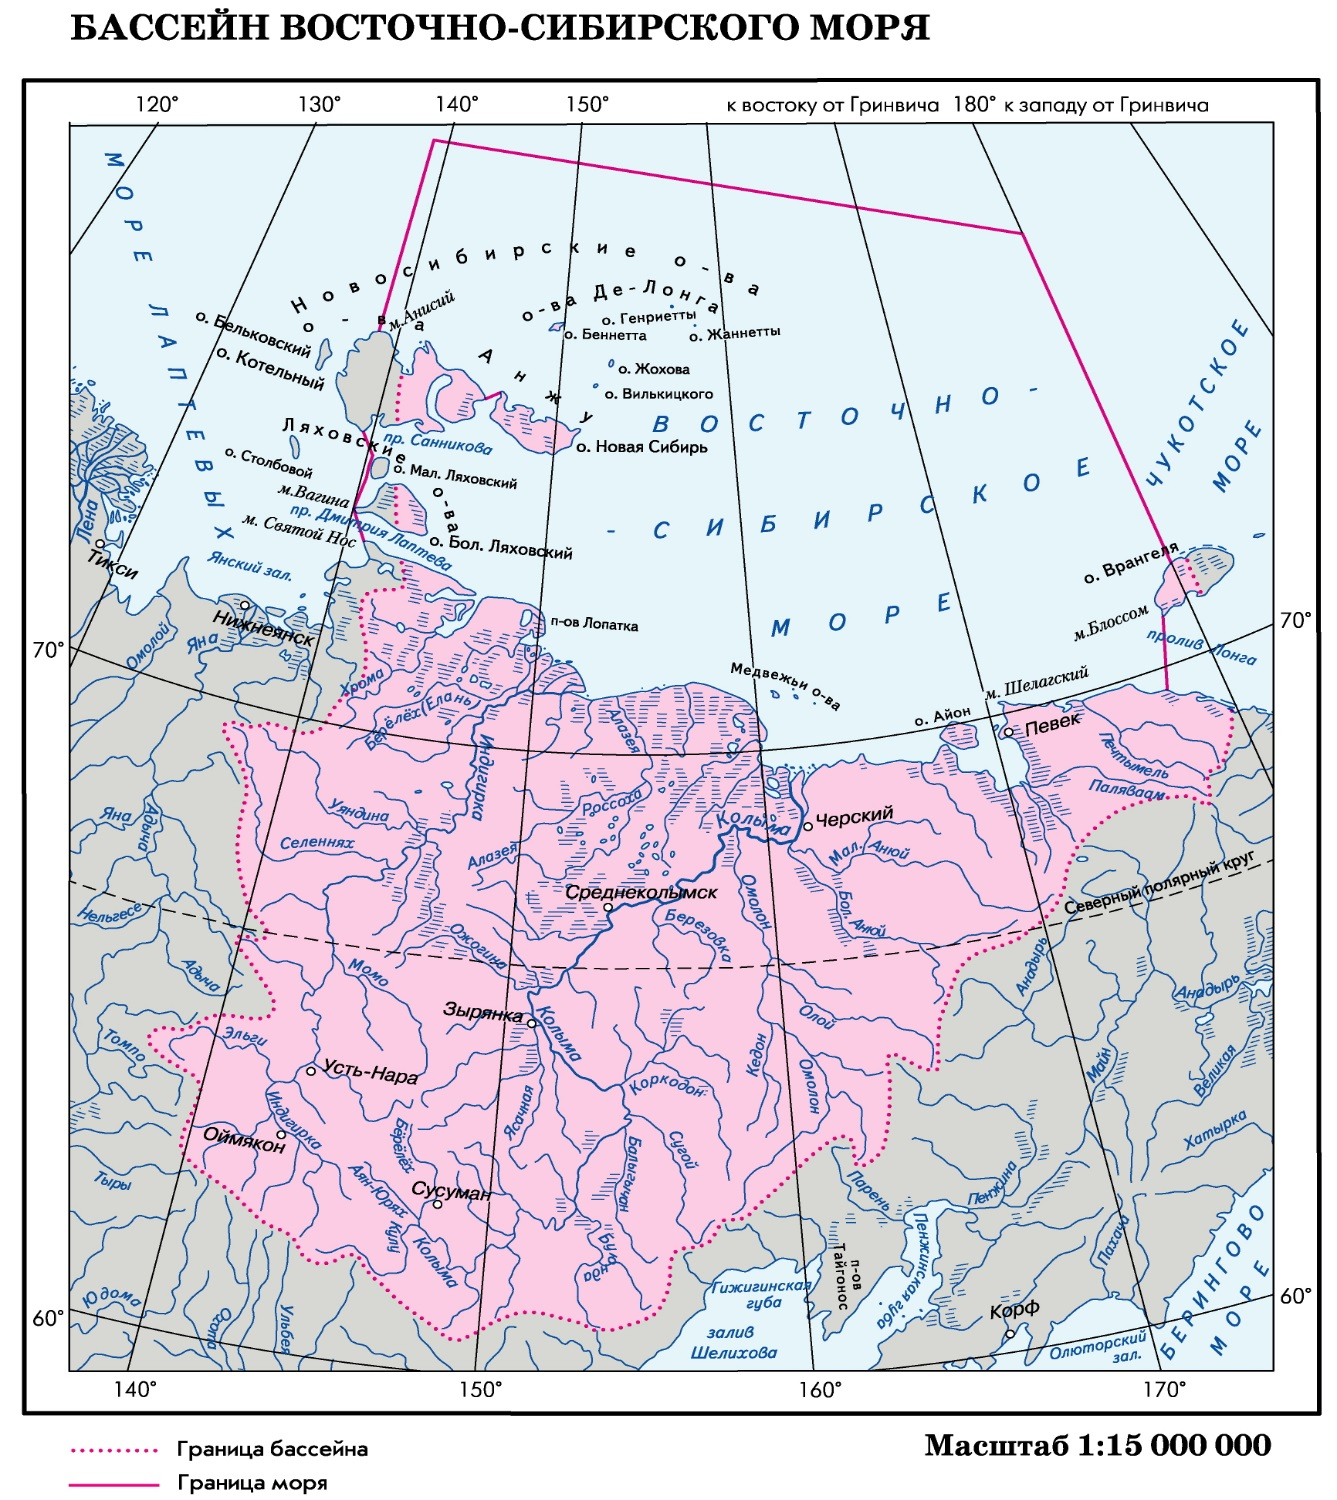 БАССЕЙН ВОСТОЧНО-СИБИРСКОГО МОРЯ
120° 130° 140° 150° к востоку от Гринвича 180° к западу от Гринвича
МОРЕ ЛАПТЕВЫХ
Новосибирские о-ва
о-ва Анжу
м.Анисий
о-ва Де-Лонга
о. Генриетты
о. Беннетта
о. Жаннетты
о. Бельковский
о. Котельный
о. Жохова
о. Вилькицкого
ВОСТОЧНО-
-СИБИРСКОЕ
МОРЕ
ЧУКОТСКОЕ
МОРЕ
Ляховские о-ва
пр. Санникова
о. Новая Сибирь
о. Столбовой
о. Мал. Ляховский
м.Вагина
пр. Дмитрия Лаптева
м. Святой Нос
о. Бол. Ляховский
Лена
Тикси
Янский зал.
о. Врангеля
Нижнеянск
п-ов Лопатка
м.Блоссом
пролив Лонга
70°
70°
Омолой
Яна
Хрома
Медвежьи о-ва
м. Шелагский
Берёлёх(Елань)
о. Айон
Певек
Алазея
Индигирка
Печтымель
Паляваам
Уяндина
Россоха
Яна
Адыча
Колыма
Черский
Селеннях
Алазея
Мал. Анюй
Северный полярный круг
Среднеколымск
Омолон
Бол. Анюй
Нельгесе
Березовка
Ожогина
Адыча
Момо
Анадырь
Анадырь
Зырянка
Колыма
Олой
Томпо
Эльги
Кедон
Майн
Великая
Усть-Нара
Коркодон
Омолон
Индигирка
Ясачная
Оймякон
Берёлёх
Балыгычан
Сугой
Хатырка
Тыры
Аян-Юрях
Сусуман
Парень
Пенжина
Кулу
Колыма
Буюнда
п-ов Тайгонос
Пенжинская губа
Пахача
БЕРИНГОВО
МОРЕ
Юдома
Охота
Ульбея
Гижигинская
губа
залив
Шелихова
Корф
Олюторский
зал.
60°
60°
140° 150° 160° 170°
Граница бассейна
Граница моря
Масштаб 1:15 000 000